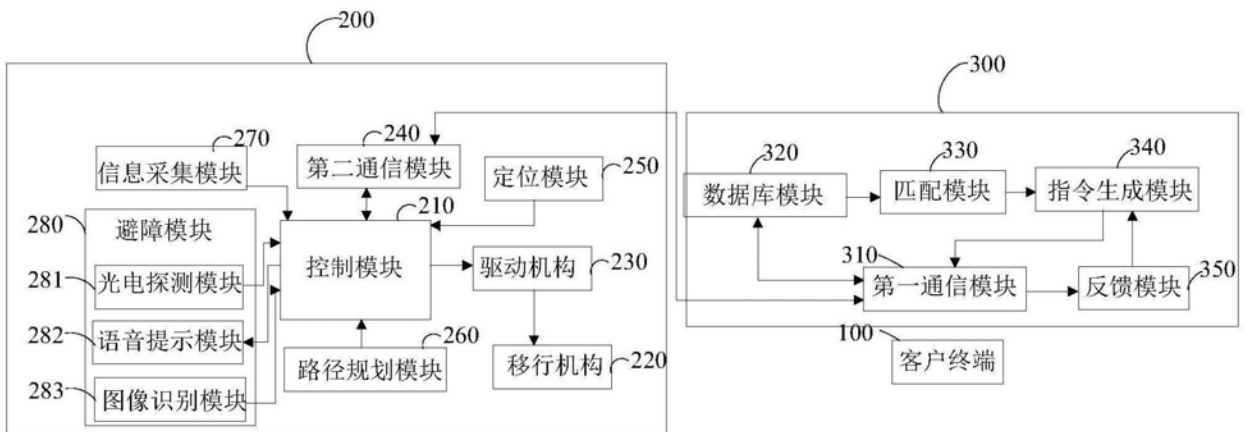 200
300
270
信息采集模块
240
第二通信模块
250
定位模块
320
数据库模块
330
匹配模块
340
指令生成模块
280
避障模块
281
光电探测模块
282
语音提示模块
283
图像识别模块
210
控制模块
驱动机构
230
260
路径规划模块
移行机构
220
310
第一通信模块
反馈模块
350
100
客户终端